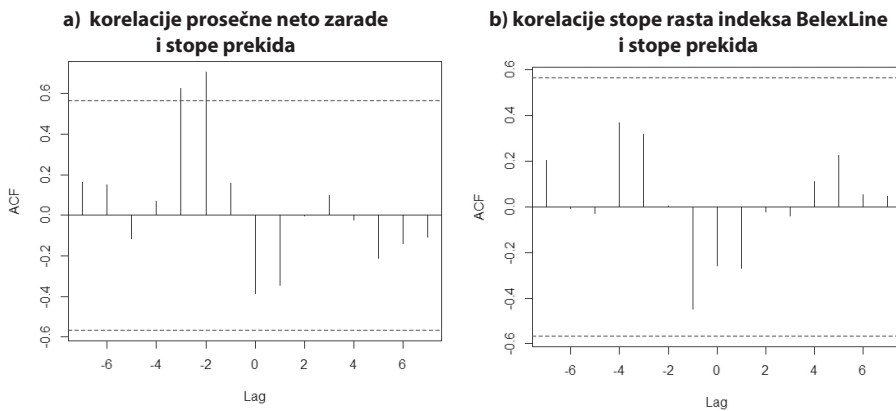 a) korelacije prosečne neto zarade
i stope prekida
0.6
0.4
0.2
0.0
-0.2
-0.4
-0.6
ACF
-6 -4 -2 0 2 4 6
Lag
b) korelacije stope rasta indeksa BelexLine
i stope prekida
0.6
0.4
0.2
0.0
-0.2
-0.4
-0.6
ACF
-6 -4 -2 0 2 4 6
Lag